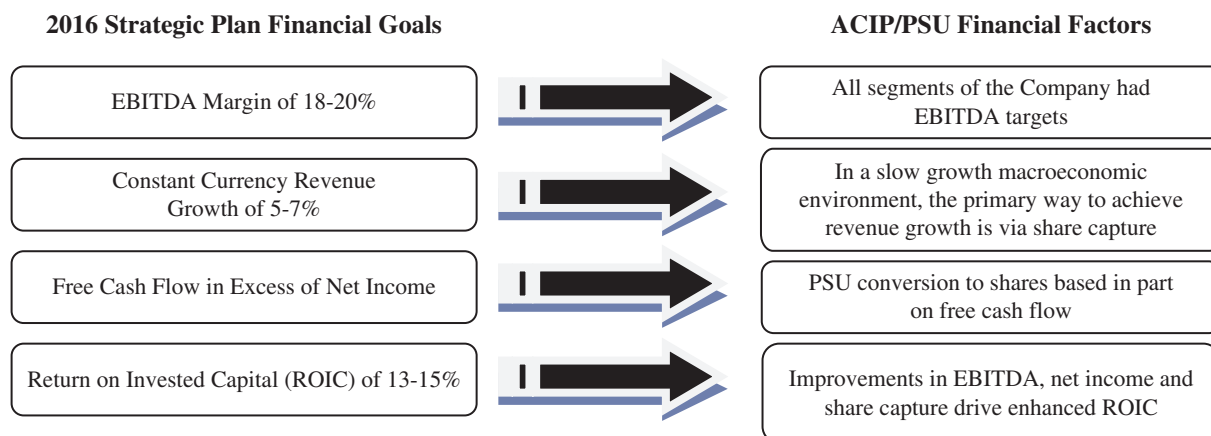 2016 Strategic Plan Financial Goals
ACIP/PSU Financial Factors
EBITDA Margin of 18-20%
All segments of the Company had
EBITDA targets
Constant Currency Revenue
Growth of 5-7%
In a slow growth macroeconomic
environment, the primary way to achieve
revenue growth is via share capture
Free Cash Flow in Excess of Net Income
PSU conversion to shares based in part
on free cash flow
Return on Invested Capital (ROIC) of 13-15%
Improvements in EBITDA, net income and
share capture drive enhanced ROIC